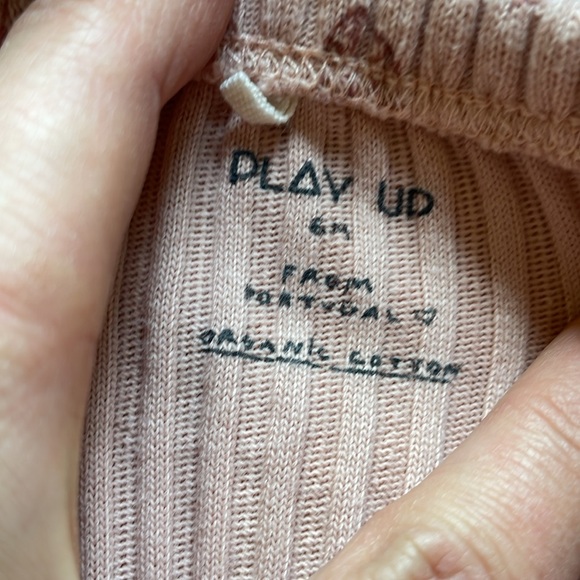 PLAY UP
6M
FROM
PORTUGAL ♡
ORGANIC COTTON